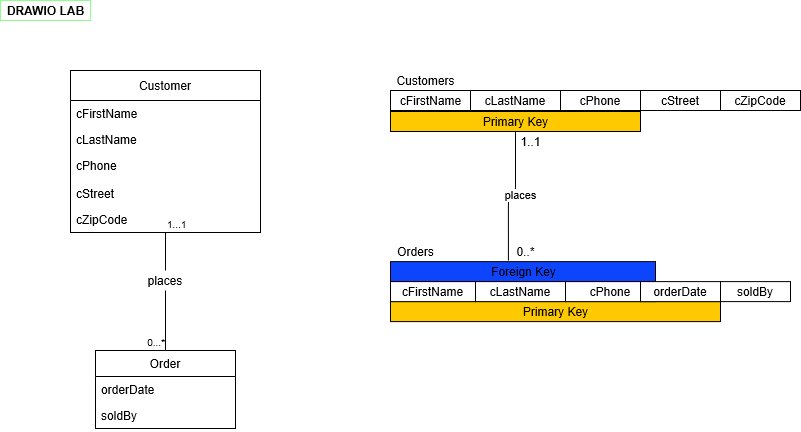 DRAWIO LAB
Customer
cFirstName
cLastName
cPhone
cStreet
cZipCode
1...1
places
0...*
Order
orderDate
soldBy
Customers
cFirstName cLastName cPhone cStreet cZipCode
Primary Key
1..1
places
0..*
Orders
Foreign Key
cFirstName cLastName cPhone orderDate soldBy
Primary Key